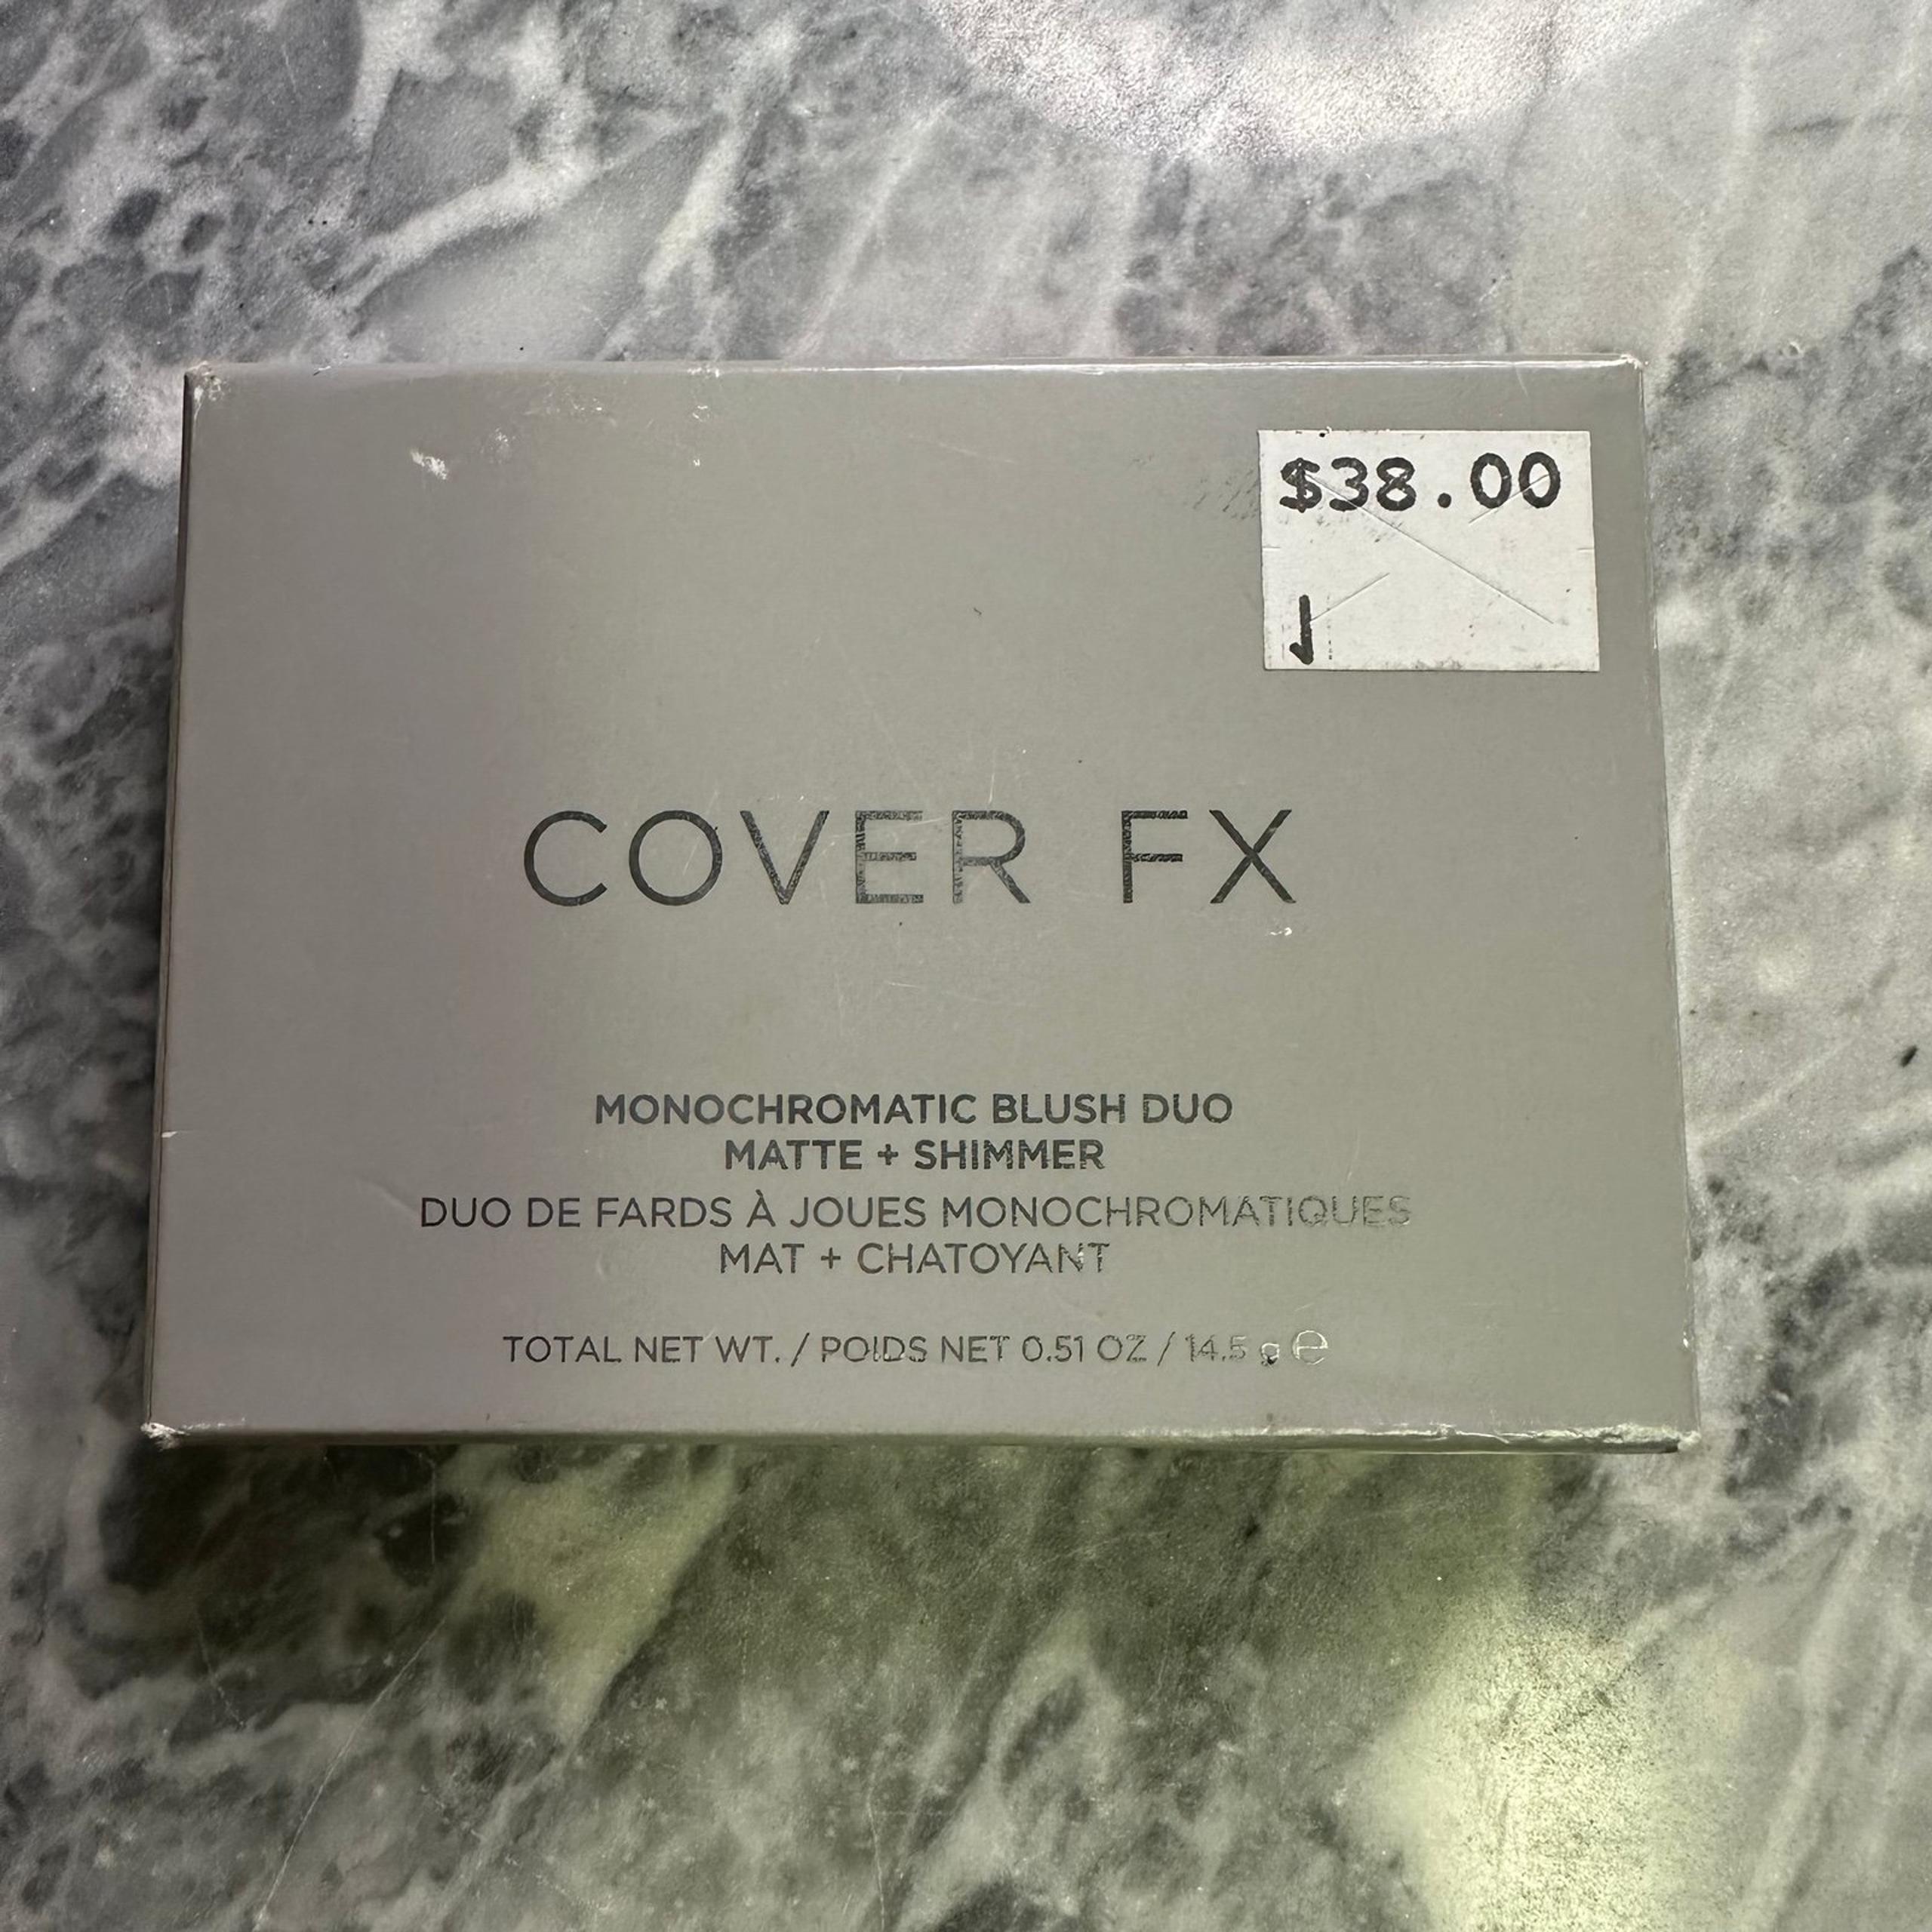 $38.00
COVER FX
MONOCHROMATIC BLUSH DUO
MATTE + SHIMMER
DUO DE FARDS À JOUES MONOCHROMATIQUES
MAT + CHATOYANT
TOTAL NET WT. / POIDS NET 0.51 OZ / 14.5 g ℮